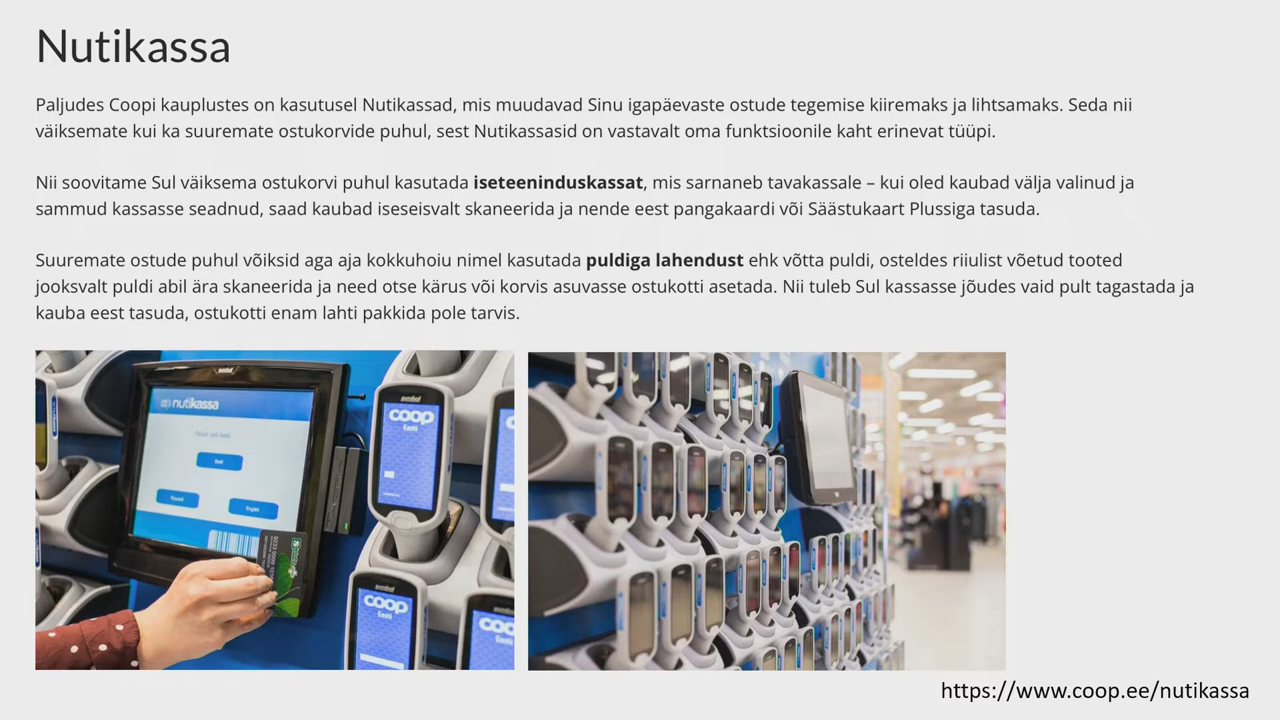 Nutikassa
Paljudes Coopi kauplustes on kasutusel Nutikassad, mis muudavad Sinu igapäevaste ostude tegemise kiiremaks ja lihtsamaks. Seda nii
väiksemate kui ka suuremate ostukorvide puhul, sest Nutikassasid on vastavalt oma funktsioonile kaht erinevat tüüpi.
Nii soovitame Sul väiksema ostukorvi puhul kasutada iseteeninduskassat, mis sarnaneb tavakassale – kui oled kaubad välja valinud ja
sammud kassasse seadnud, saad kaubad iseseisvalt skaneerida ja nende eest pangakaardi või Säästukaart Plussiga tasuda.
Suuremate ostude puhul võiksid aga aja kokkuhoiu nimel kasutada puldiga lahendust ehk võtta puldi, osteldes riiulist võetud tooted
jooksvalt puldi abil ära skaneerida ja need otse kärus või korvis asuvasse ostukotti asetada. Nii tuleb Sul kassasse jõudes vaid pult tagastada ja
kauba eest tasuda, ostukotti enam lahti pakkida pole tarvis.
nutikassa
Eesti
English
coop
Eesti
coop
Eesti
https://www.coop.ee/nutikassa